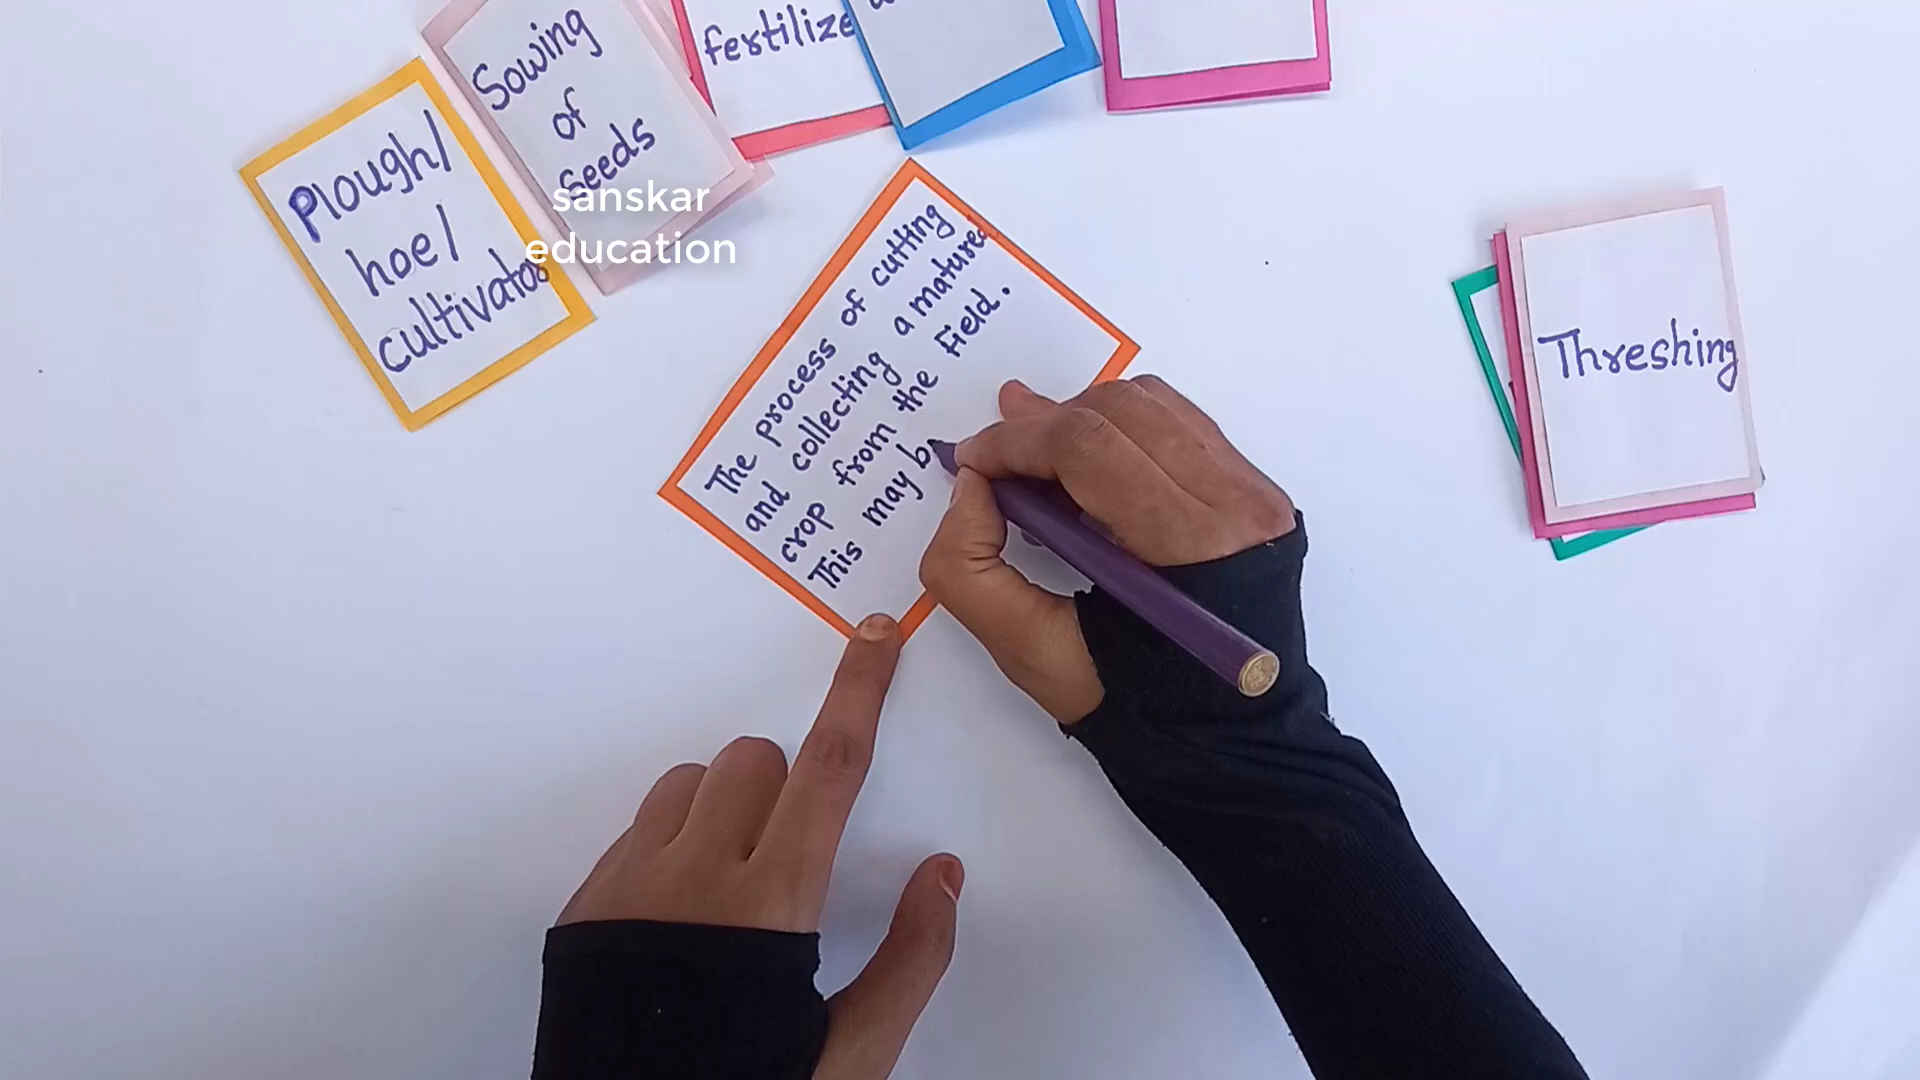 Plough/
hoe/
cultivator
Sowing
of
Seeds
fertilize
sanskar
education
The process of cutting
and collecting a matured
crop from the Field.
This may b
Threshing